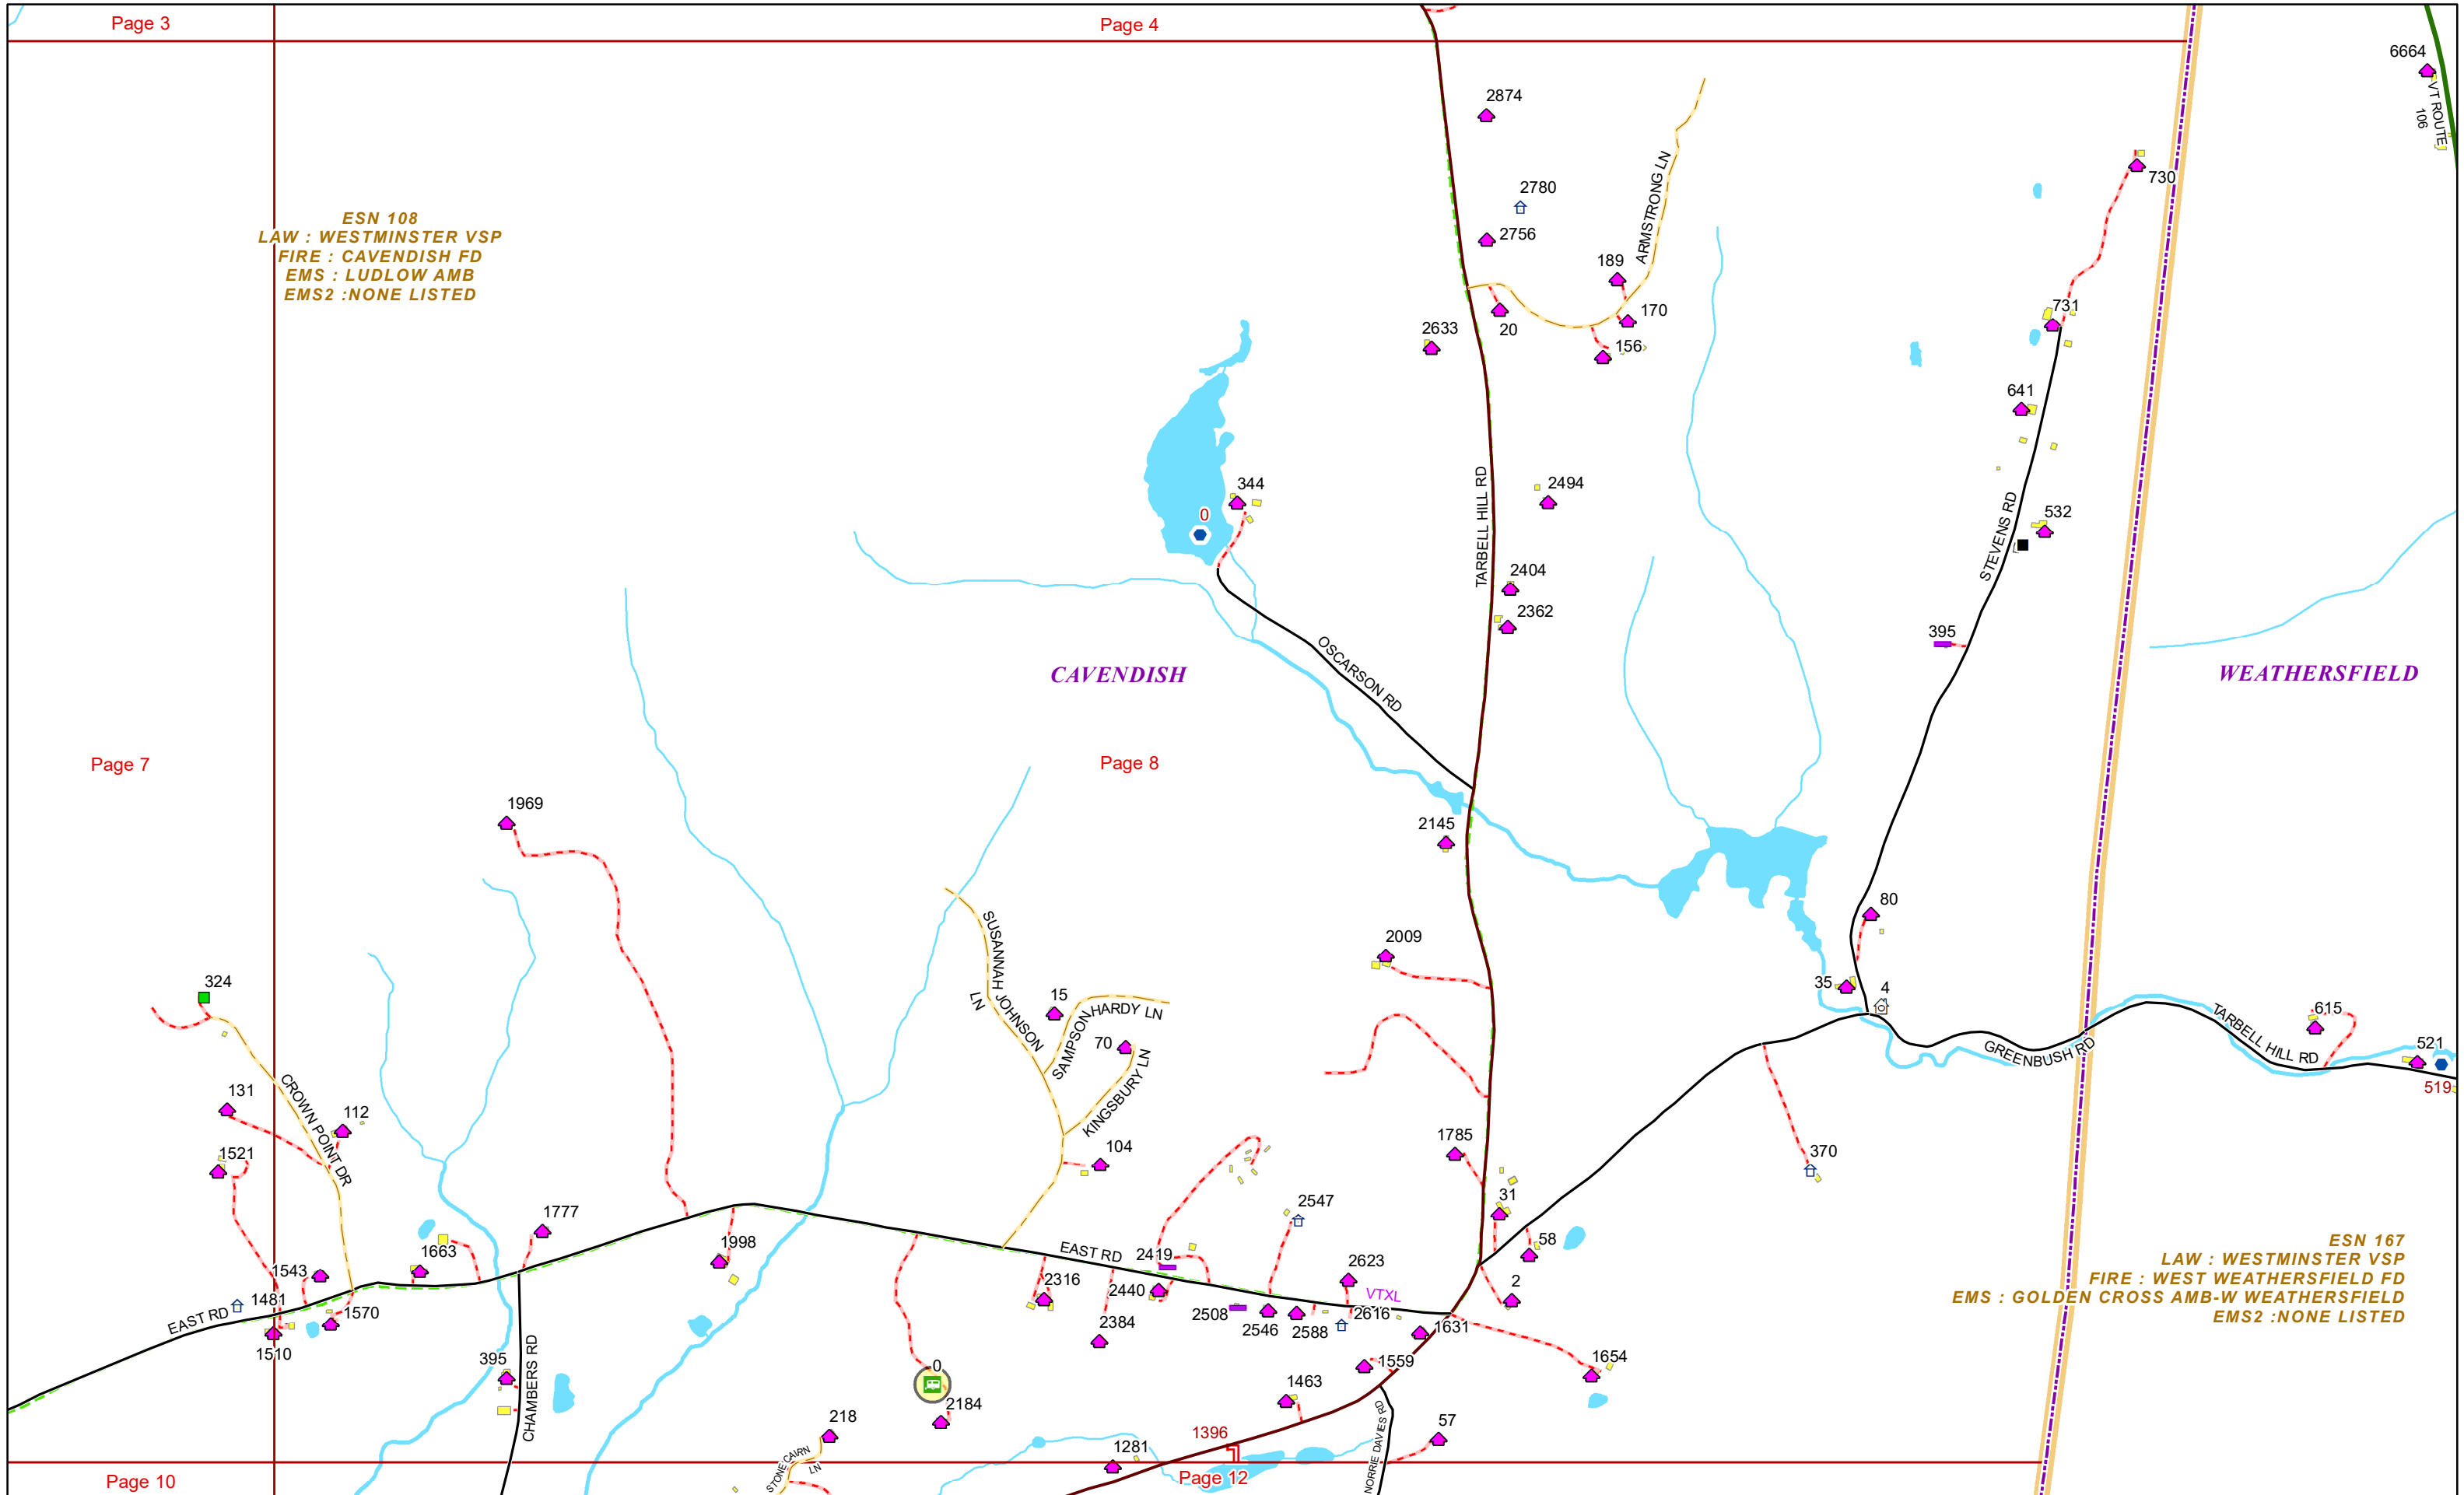 Page 3
Page 4
6664
VT ROUTE
106
2874
730
2780
ARMSTRONG LN
ESN 108
LAW : WESTMINSTER VSP
FIRE : CAVENDISH FD
EMS : LUDLOW AMB
EMS2 :NONE LISTED
2756
189
170
731
20
2633
156
641
344
2494
TARBELL HILL RD
0
532
STEVENS RD
2404
2362
395
OSCARSON RD
CAVENDISH
WEATHERSFIELD
Page 7
Page 8
1969
2145
80
2009
SUSANNAH JOHNSON
LN
324
35
4
15
SAMPSON HARDY LN
615
TARBELL HILL RD
70
GREENBUSH RD
521
519
KINGSBURY LN
131
CROWN POINT DR
112
1785
104
370
1521
31
2547
1777
58
1663
1998
EAST RD
2419
2623
ESN 167
LAW : WESTMINSTER VSP
FIRE : WEST WEATHERSFIELD FD
EMS : GOLDEN CROSS AMB-W WEATHERSFIELD
EMS2 :NONE LISTED
1543
2316
2440
2
VTXL
1481
EAST RD
1570
2508
2546
2588
2616
1631
2384
1510
395
CHAMBERS RD
0
1559
1654
1463
2184
218
NORRIE DAVIES RD
57
1396
1281
STONE CAIRN
LN
Page 10
Page 12